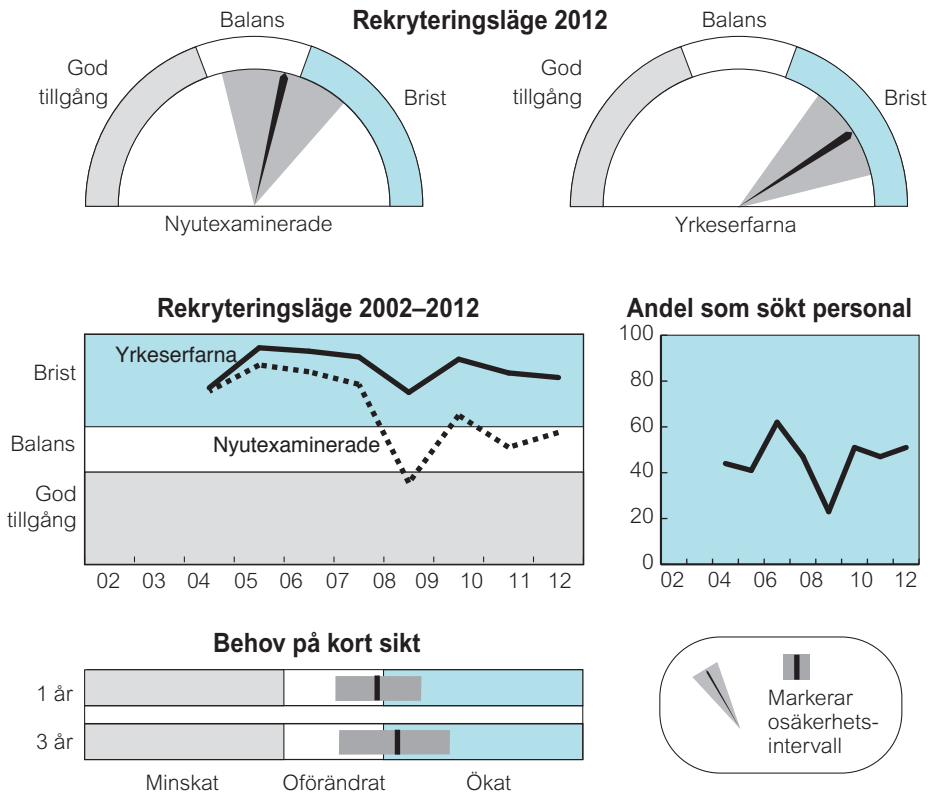 Rekryteringsläge 2012
Balans
God
tillgång
Brist
Nyutexaminerade
Balans
God
tillgång
Brist
Yrkeserfarna
Rekryteringsläge 2002–2012
Brist
Balans
God
tillgång
Yrkeserfarna
Nyutexaminerade
02 03 04 05 06 07 08 09 10 11 12
Andel som sökt personal
100
80
60
40
20
0
02 04 06 08 10 12
Behov på kort sikt
1 år
3 år
Minskat Oförändrat Ökat
Markerar
osäkerhets-
intervall